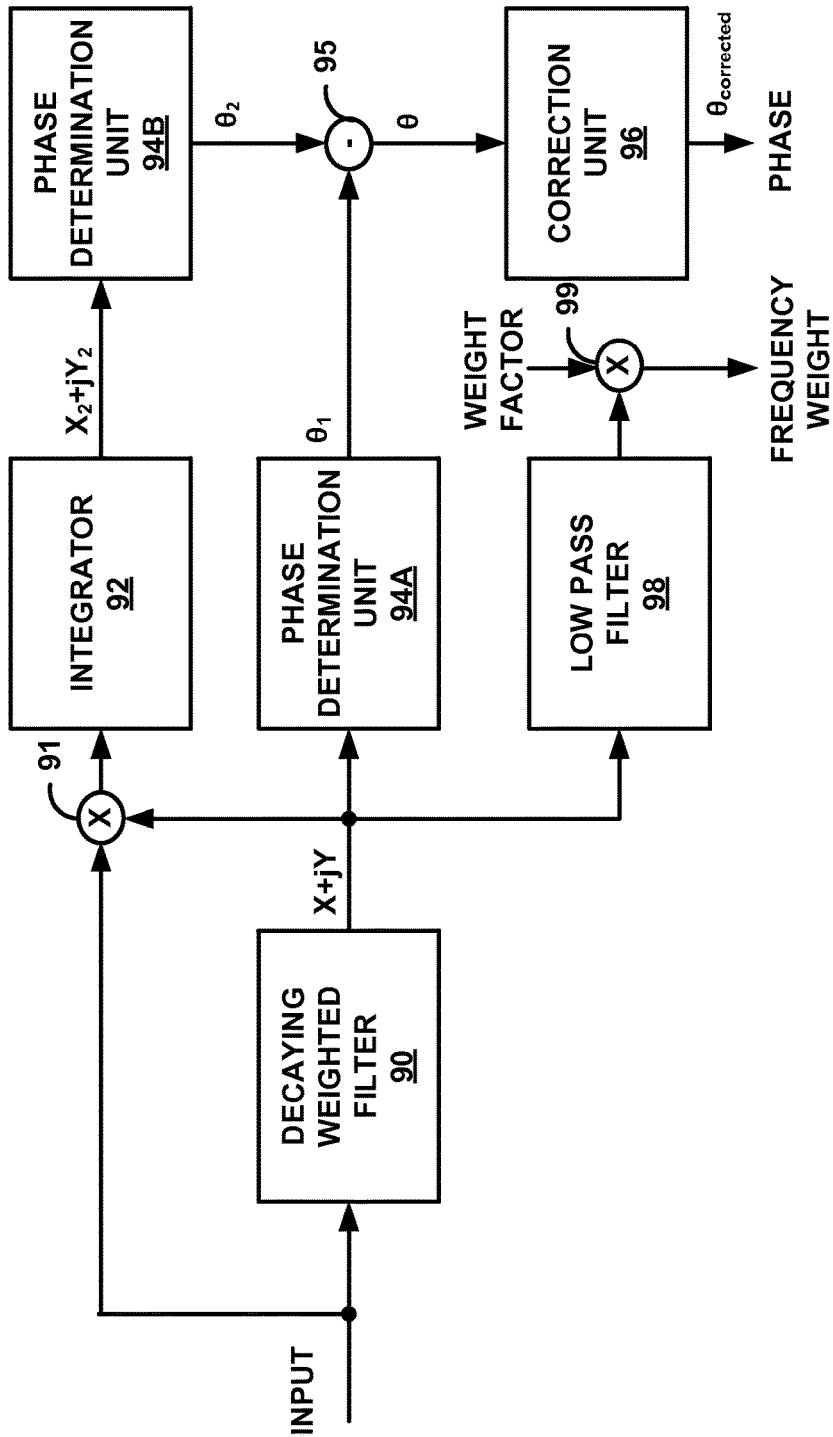 INPUT
DECAYING
WEIGHTED
FILTER
90
X+jY
91
X
INTEGRATOR
92
X₂+jY₂
PHASE
DETERMINATION
UNIT
94B
θ₂
PHASE
DETERMINATION
UNIT
94A
θ₁
95
-
θ
LOW PASS
FILTER
98
WEIGHT
FACTOR
99
X
FREQUENCY
WEIGHT
CORRECTION
UNIT
96
θcorrected
PHASE